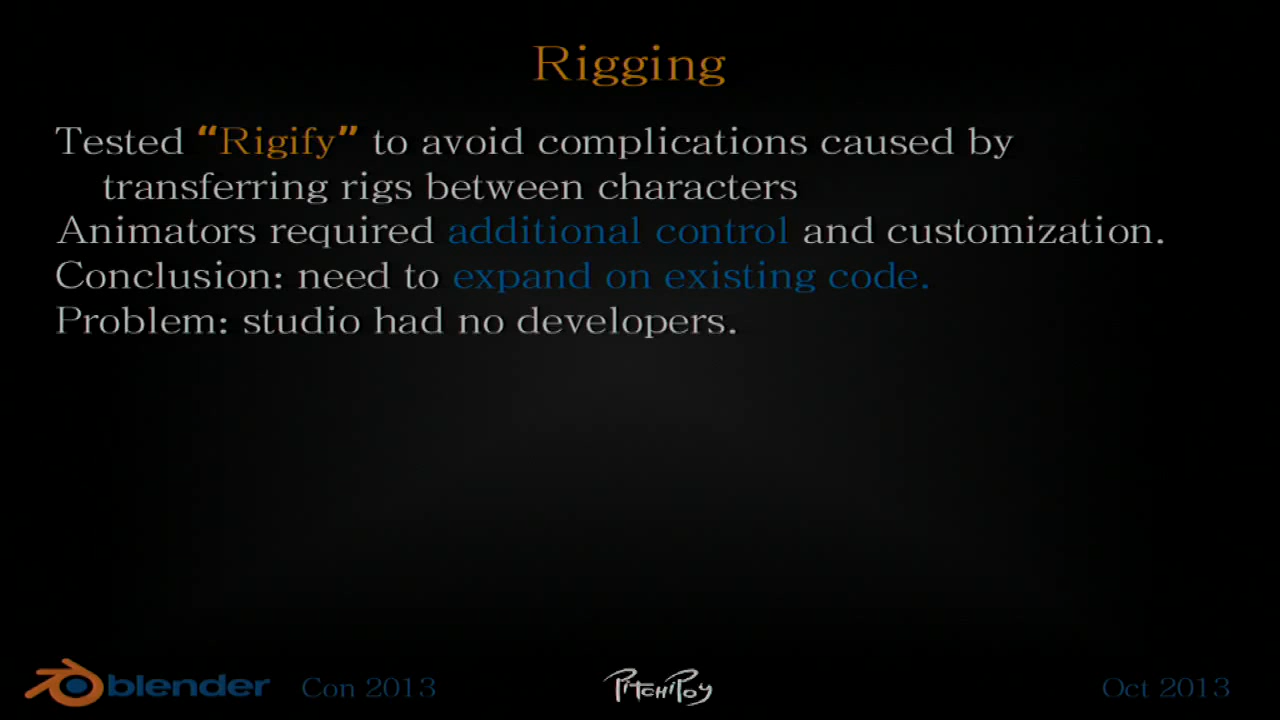 Rigging
Tested “Rigify” to avoid complications caused by
transferring rigs between characters
Animators required additional control and customization.
Conclusion: need to expand on existing code.
Problem: studio had no developers.
blender Con 2013 PitchiPoy Oct 2013